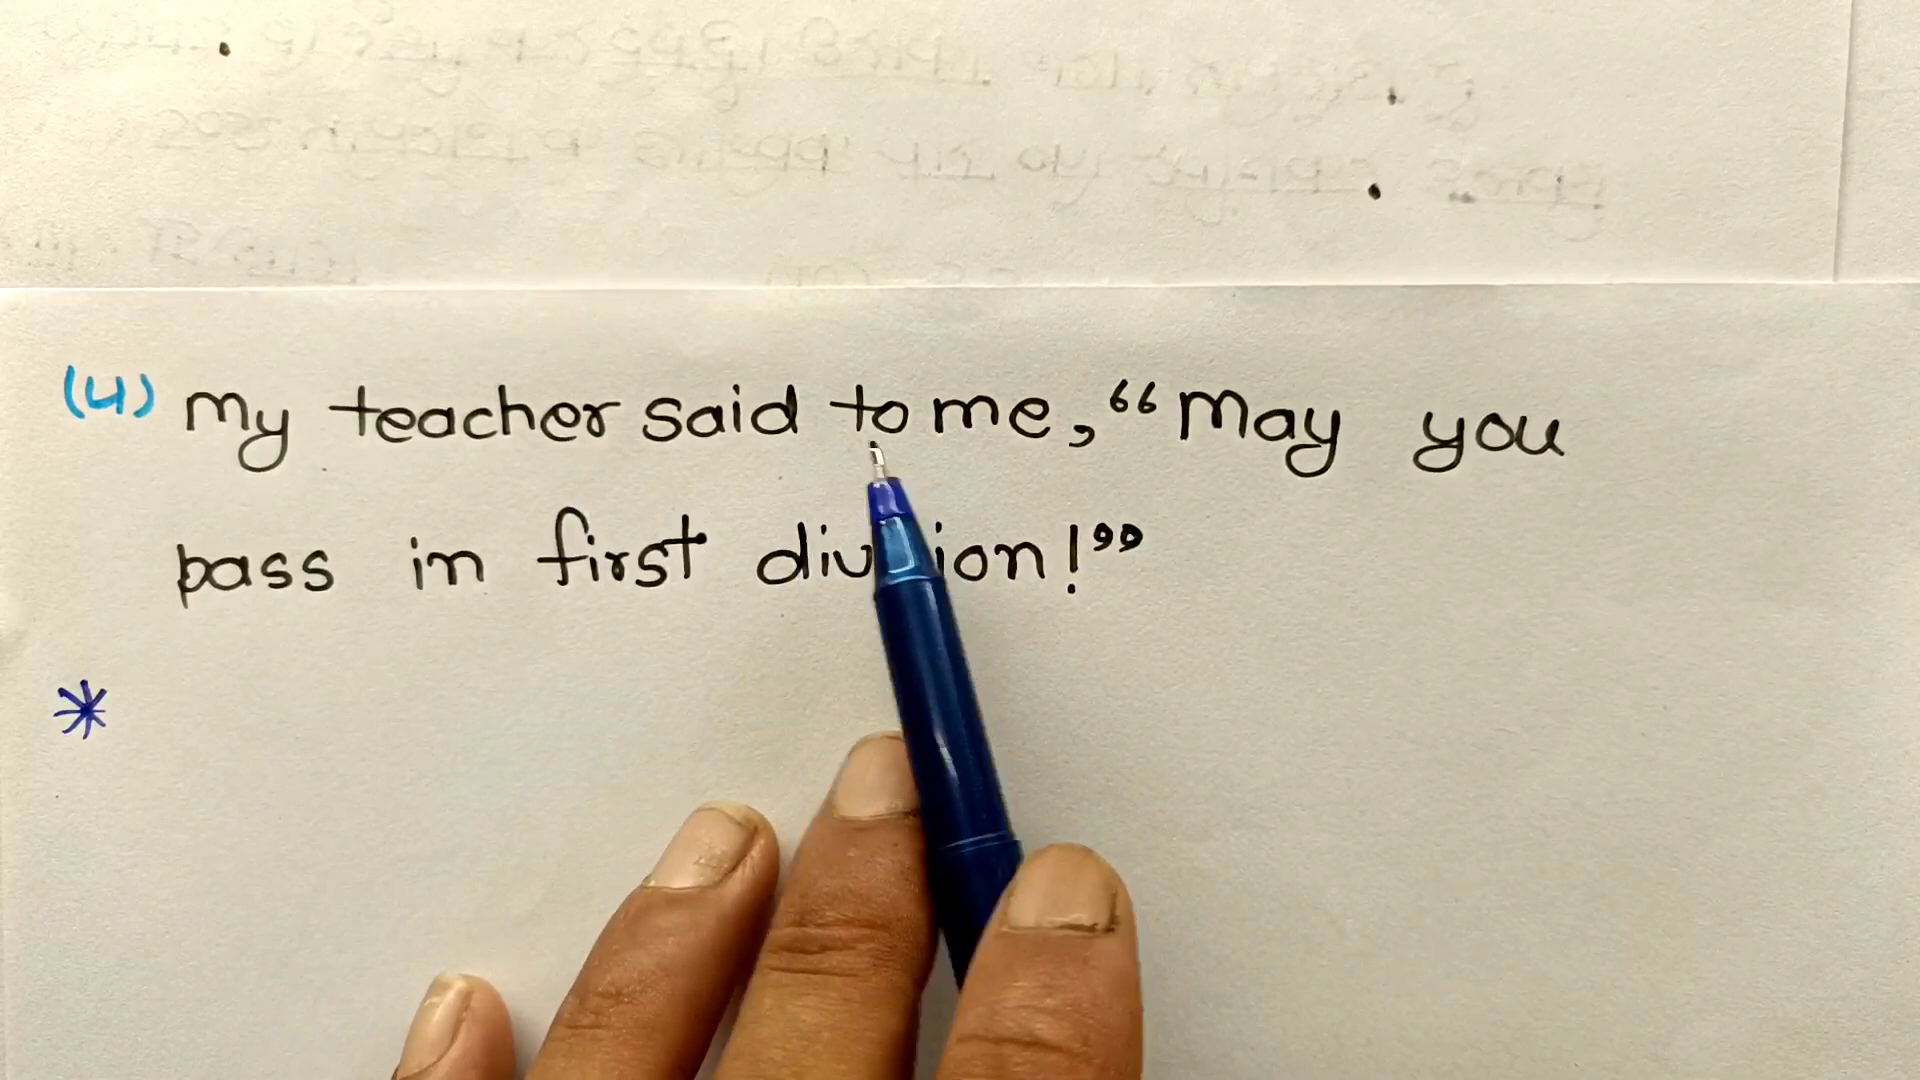 (4) My teacher said to me, “May you
pass in first division!”
*